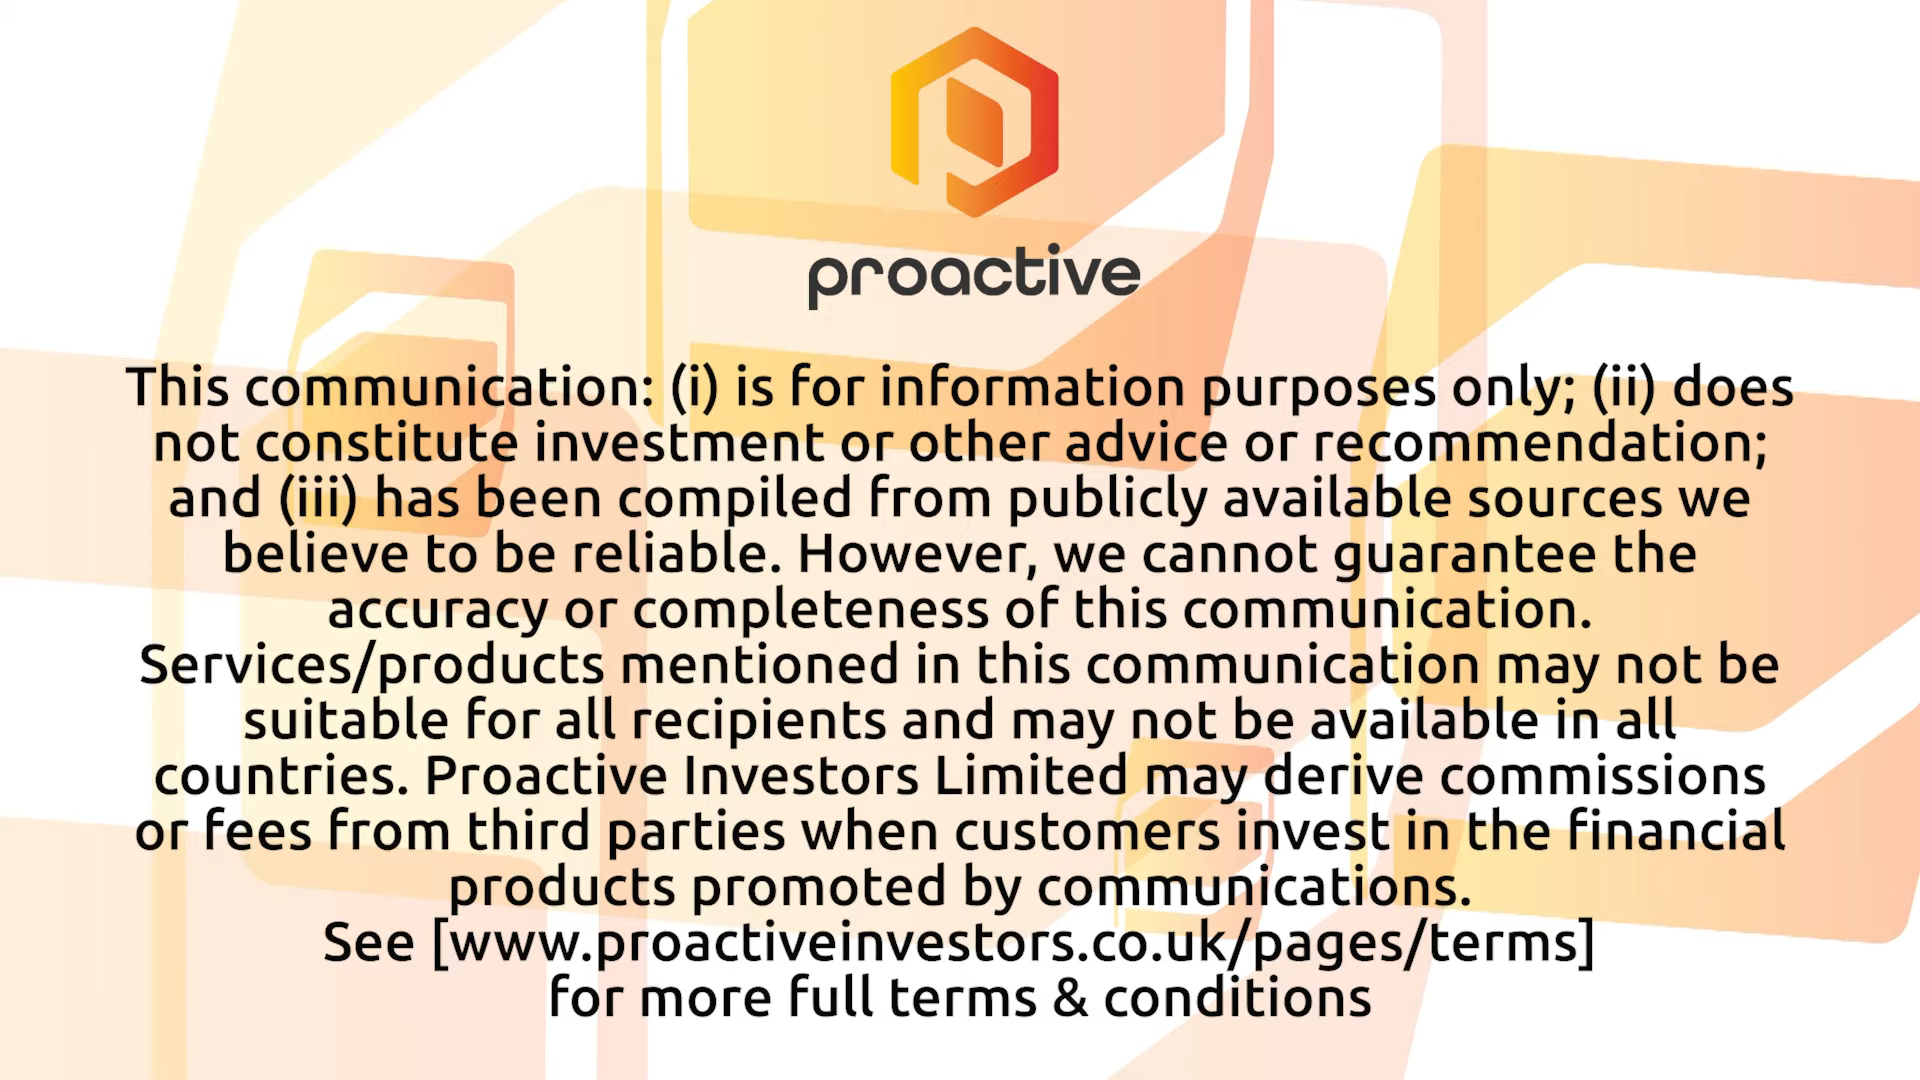 proactive
This communication: (i) is for information purposes only; (ii) does
not constitute investment or other advice or recommendation;
and (iii) has been compiled from publicly available sources we
believe to be reliable. However, we cannot guarantee the
accuracy or completeness of this communication.
Services/products mentioned in this communication may not be
suitable for all recipients and may not be available in all
countries. Proactive Investors Limited may derive commissions
or fees from third parties when customers invest in the financial
products promoted by communications.
See [www.proactiveinvestors.co.uk/pages/terms]
for more full terms & conditions